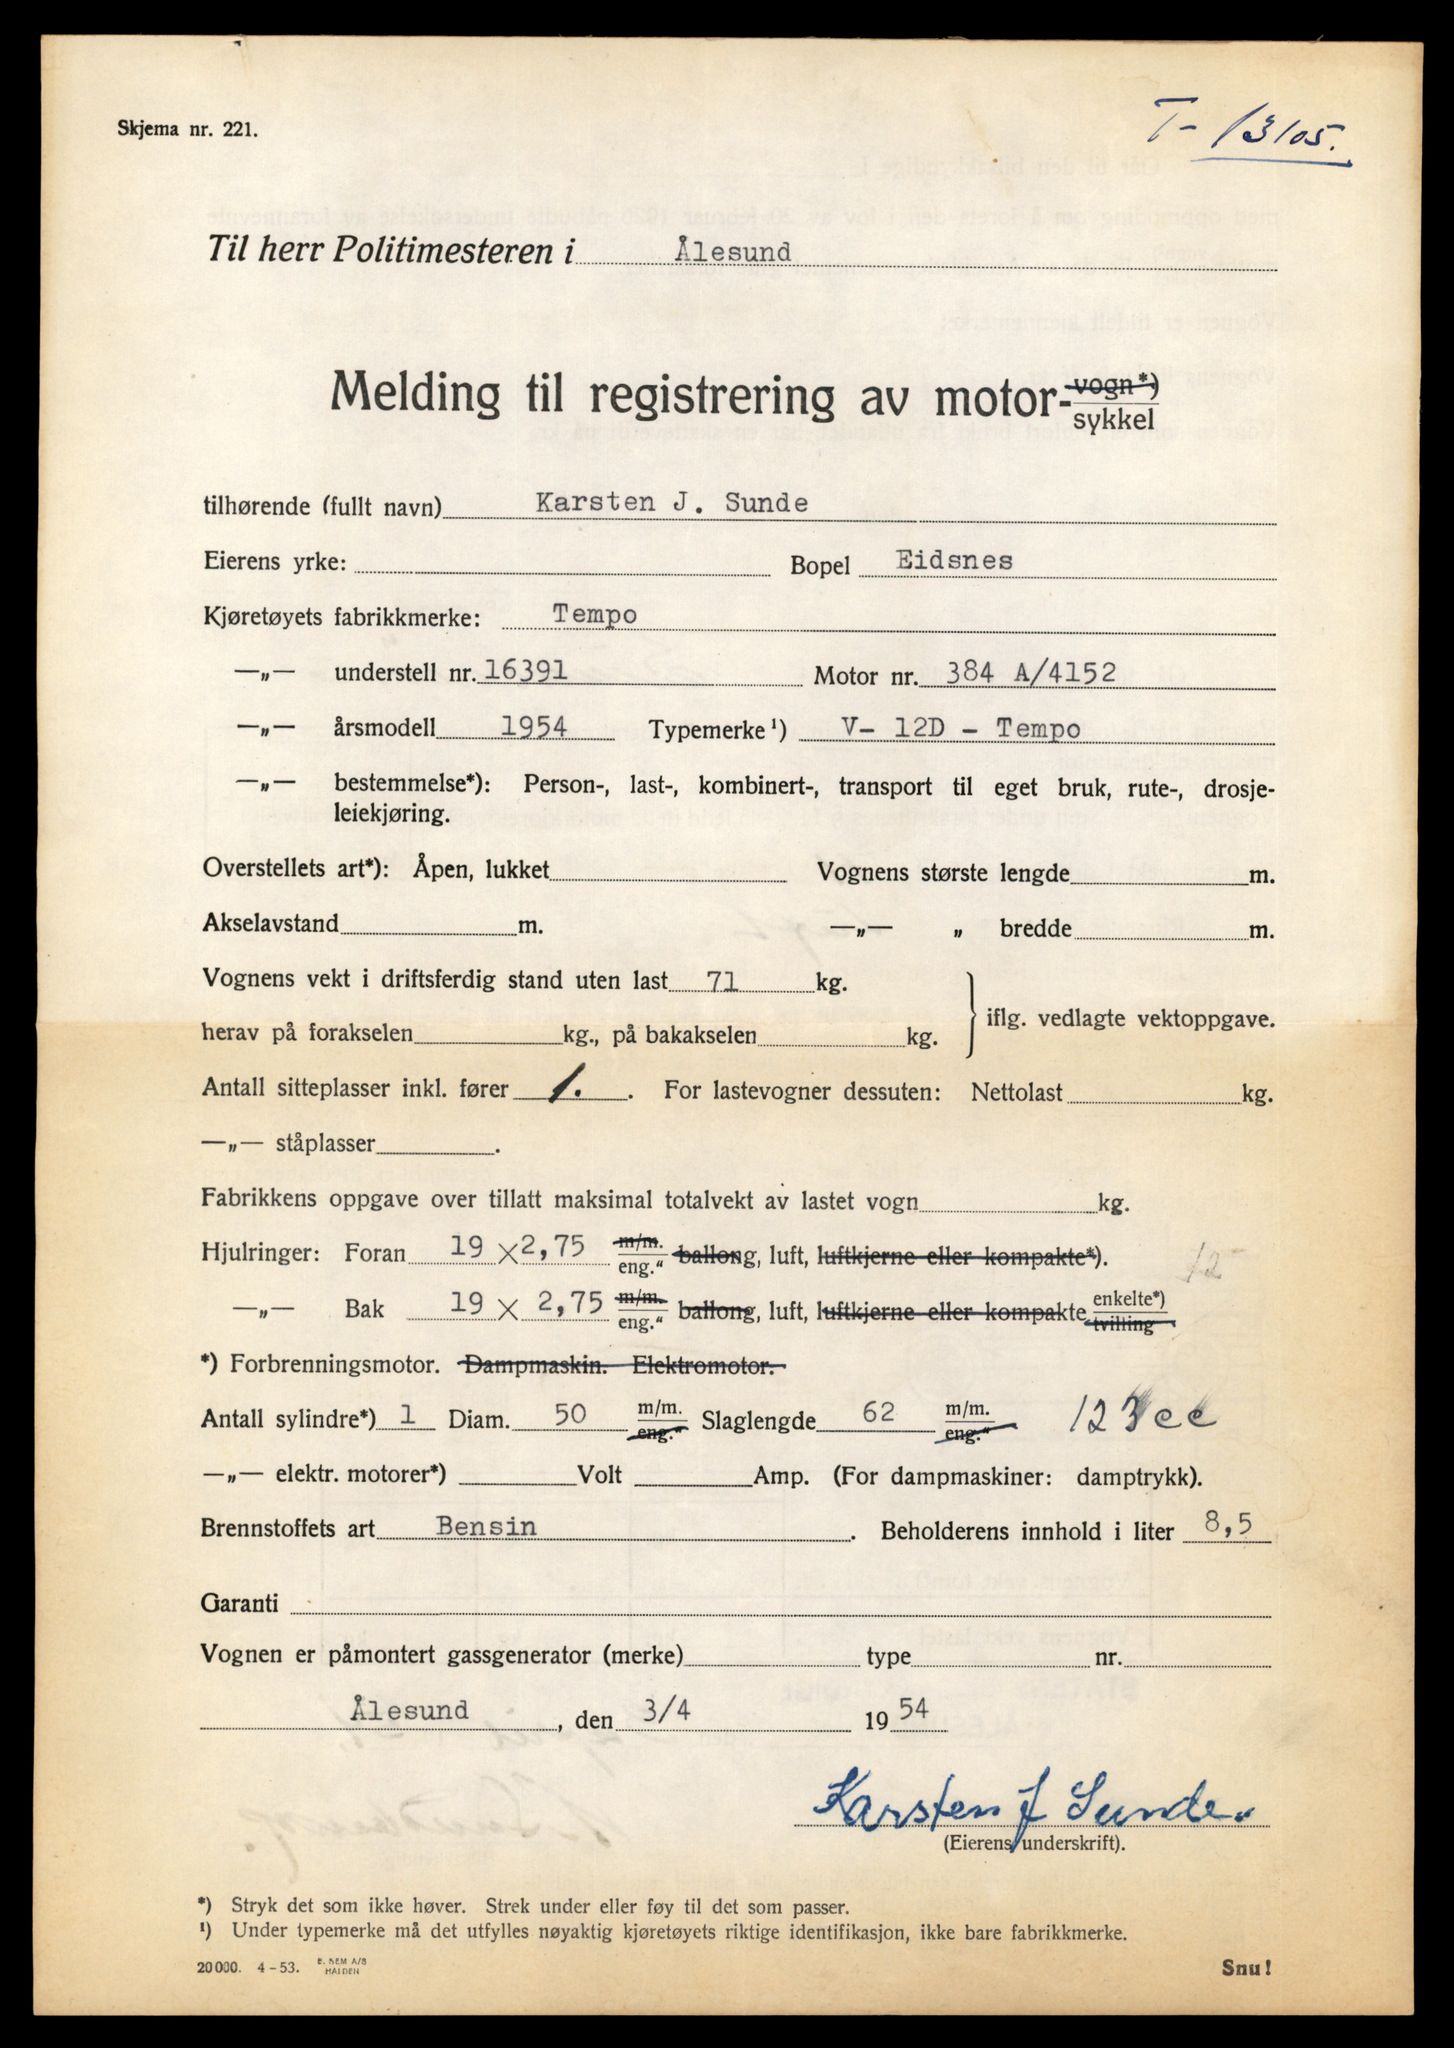 Skjema nr. 221.
T- 13105.
Til herr Politimesteren i Ålesund
Melding til registrering av motor-vogn*)
sykkel
tilhørende (fullt navn) Karsten J. Sunde
Eierens yrke: Bopel Eidsnes
Kjøretøyets fabrikkmerke: Tempo
—„— understell nr. 16391 Motor nr. 384 A/4152
—„— årsmodell 1954 Typemerke ¹) V- 12D - Tempo
—„— bestemmelse*): Person-, last-, kombinert-, transport til eget bruk, rute-, drosje-
leiekjøring.
Overstellets art*): Åpen, lukket Vognens største lengde m.
Akselavstand m. —„— „ bredde m.
Vognens vekt i driftsferdig stand uten last 71 kg.
herav på forakselen kg., på bakakselen kg. iflg. vedlagte vektoppgave.
Antall sitteplasser inkl. fører 1. . For lastevogner dessuten: Nettolast kg.
—„— ståplasser .
Fabrikkens oppgave over tillatt maksimal totalvekt av lastet vogn kg.
Hjulringer: Foran 19 x 2,75 m/m. eng.“ ballong, luft, luftkjerne eller kompakte*). 12
—„— Bak 19 x 2,75 m/m. eng.“ ballong, luft, luftkjerne eller kompakte enkelte*) tvilling
*) Forbrenningsmotor. Dampmaskin. Elektromotor.
Antall sylindre*) 1 Diam. 50 m/m. eng.“ Slaglengde 62 m/m. eng.“ 123 cc
—„— elektr. motorer*) Volt Amp. (For dampmaskiner: damptrykk).
Brennstoffets art Bensin . Beholderens innhold i liter 8,5
Garanti
Vognen er påmontert gassgenerator (merke) type nr.
Ålesund, den 3/4 1954
Karsten J Sunde.
(Eierens underskrift).
*) Stryk det som ikke høver. Strek under eller føy til det som passer.
¹) Under typemerke må det utfylles nøyaktig kjøretøyets riktige identifikasjon, ikke bare fabrikkmerke.
20 000. 4 - 53. E. SEM A/S
HALDEN
Snu!